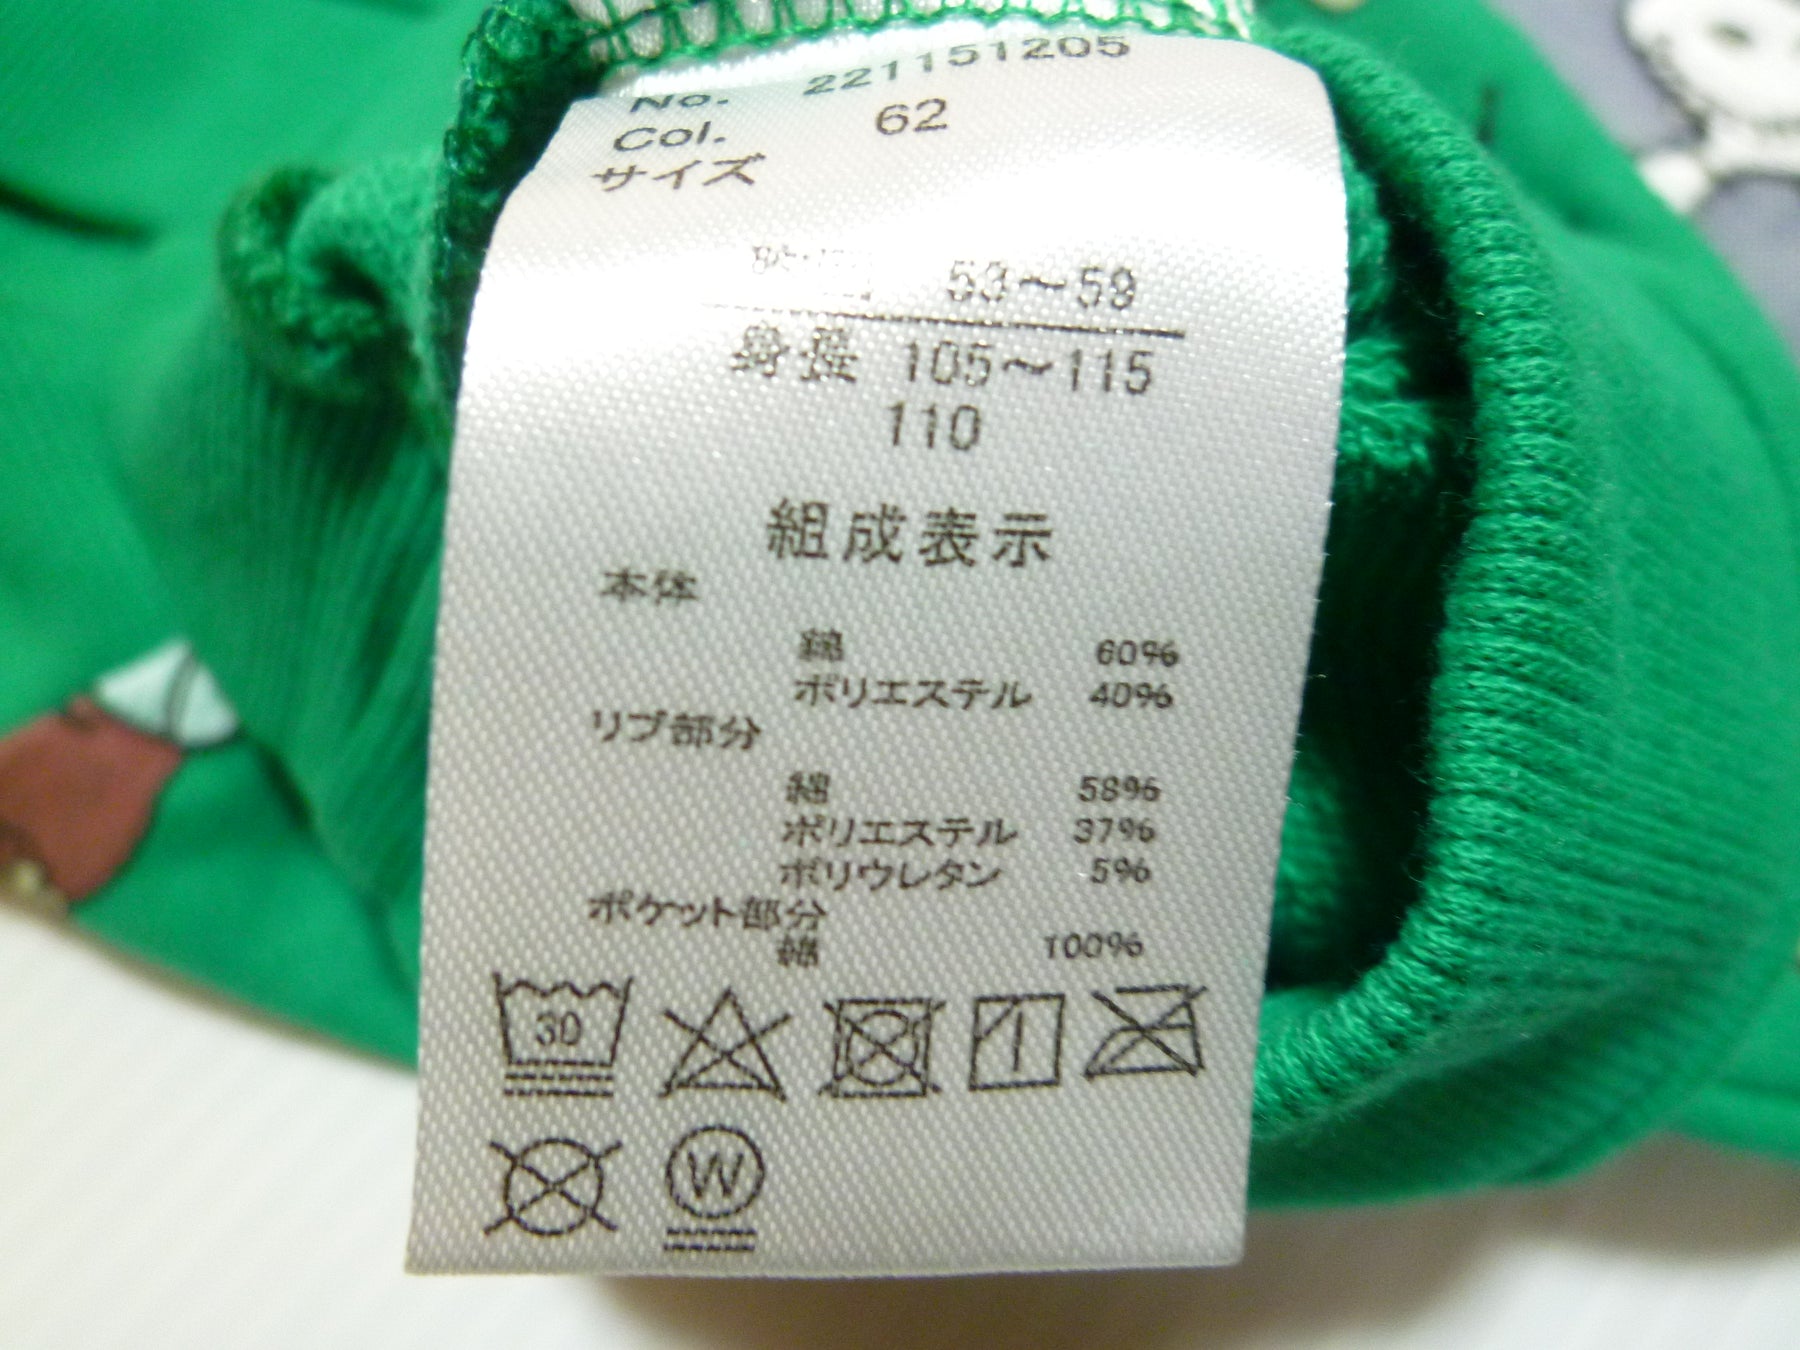 No. 221151205
Col. 62
サイズ
53〜59
身長 105〜115
110
組成表示
本体
綿 60%
ポリエステル 40%
リブ部分
綿 58%
ポリエステル 37%
ポリウレタン 5%
ポケット部分
綿 100%
30
W